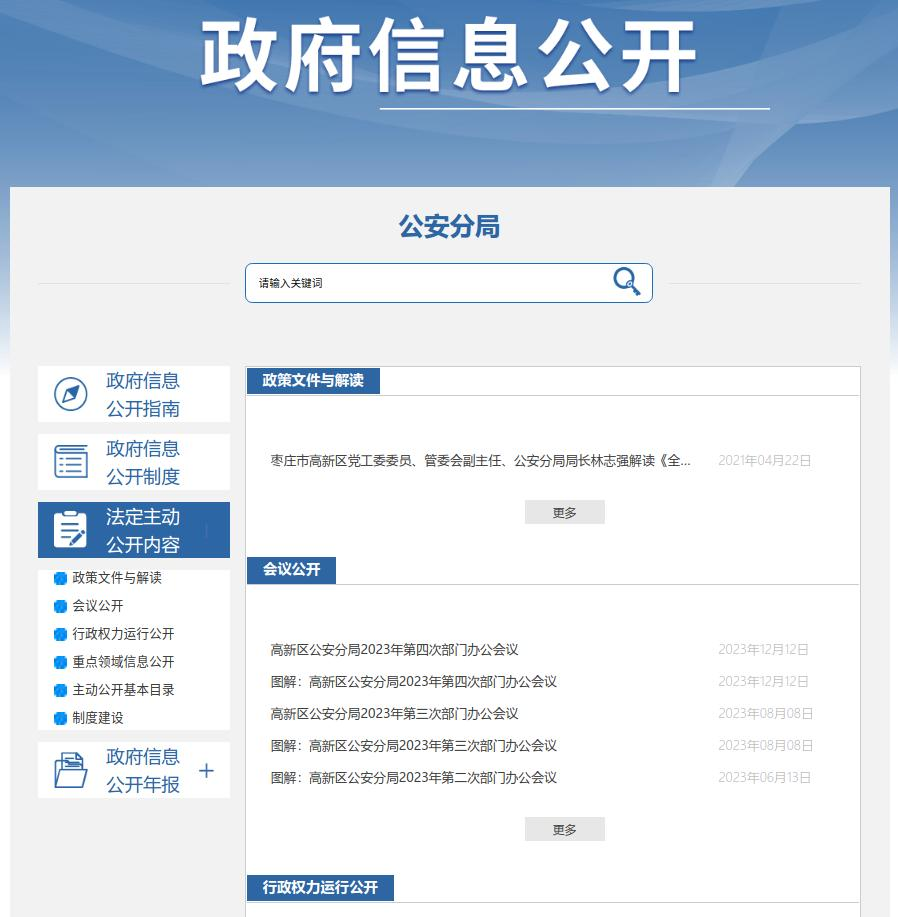 政府信息公开
公安分局
请输入关键词
政府信息
公开指南
政府信息
公开制度
法定主动
公开内容
政策文件与解读
会议公开
行政权力运行公开
重点领域信息公开
主动公开基本目录
制度建设
政府信息
公开年报
+
政策文件与解读
枣庄市高新区党工委委员、管委会副主任、公安分局局长林志强解读《全... 2021年04月22日
更多
会议公开
高新区公安分局2023年第四次部门办公会议 2023年12月12日
图解：高新区公安分局2023年第四次部门办公会议 2023年12月12日
高新区公安分局2023年第三次部门办公会议 2023年08月08日
图解：高新区公安分局2023年第三次部门办公会议 2023年08月08日
图解：高新区公安分局2023年第二次部门办公会议 2023年06月13日
更多
行政权力运行公开